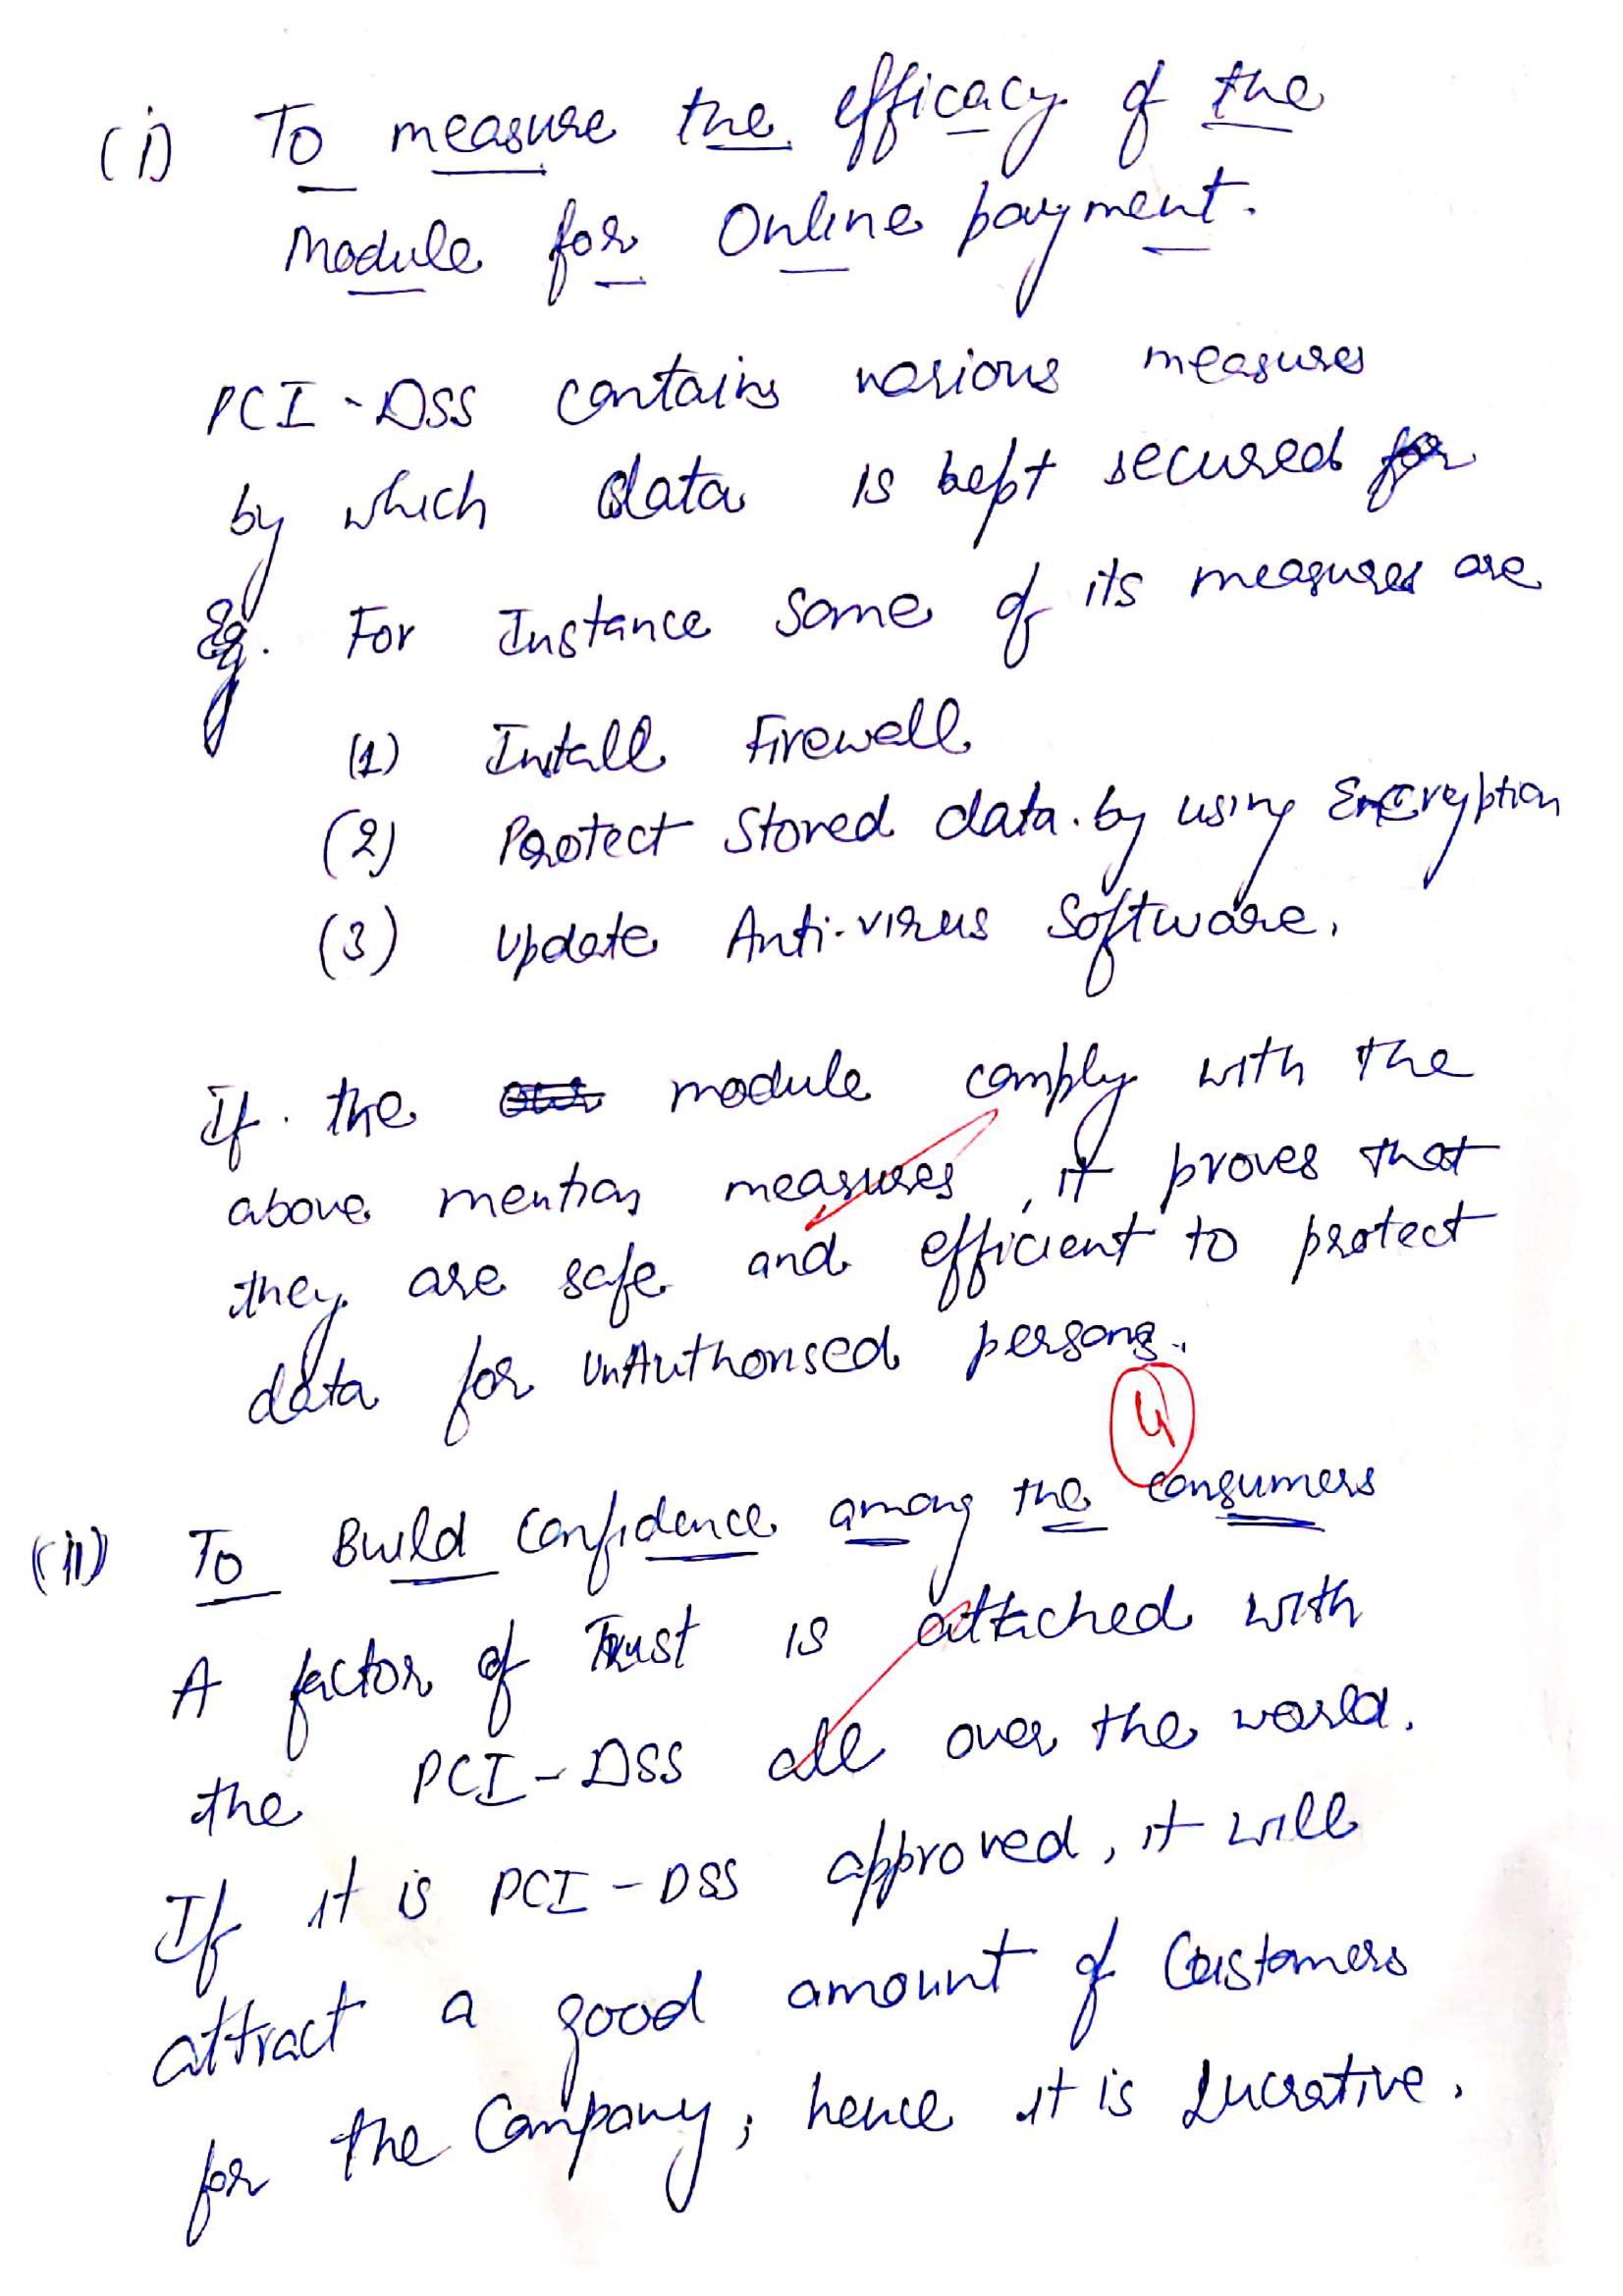 (i) To measure the efficacy of the
Module for Online payment.
PCI-DSS contains various measures
by which data is kept secured for
Eg. For Instance Some of its measures are
(1) Install Firewall
(2) Protect Stored data. by using Encryption
(3) Update Anti-virus Software.
If the module comply with the
above mention measures, it proves that
they are safe and efficient to protect
data for unAuthorised persons.
4
(ii) To Build Confidence among the consumers
A factor of Trust is attached with
the PCI-DSS all over the world.
If it is PCI-DSS approved, it will
attract a good amount of Customers
for the Company; hence it is Lucrative.